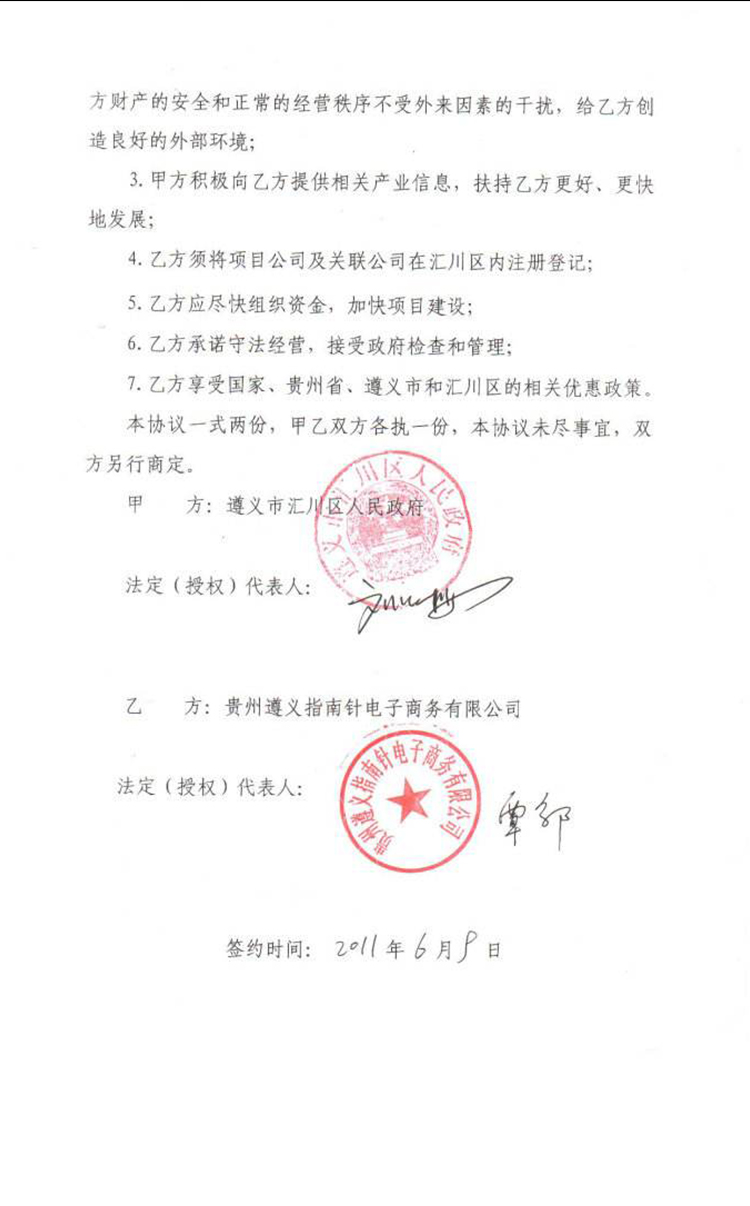 方财产的安全和正常的经营秩序不受外来因素的干扰，给乙方创
造良好的外部环境；
3. 甲方积极向乙方提供相关产业信息，扶持乙方更好、更快
地发展；
4. 乙方须将项目公司及关联公司在汇川区内注册登记；
5. 乙方应尽快组织资金，加快项目建设；
6. 乙方承诺守法经营，接受政府检查和管理；
7. 乙方享受国家、贵州省、遵义市和汇川区的相关优惠政策。
本协议一式两份，甲乙双方各执一份，本协议未尽事宜，双
方另行商定。
遵义市汇川区人民政府
甲 方：遵义市汇川区人民政府
法定（授权）代表人：
乙 方：贵州遵义指南针电子商务有限公司
贵州遵义指南针电子商务有限公司
法定（授权）代表人：
签约时间：2011年6月9日